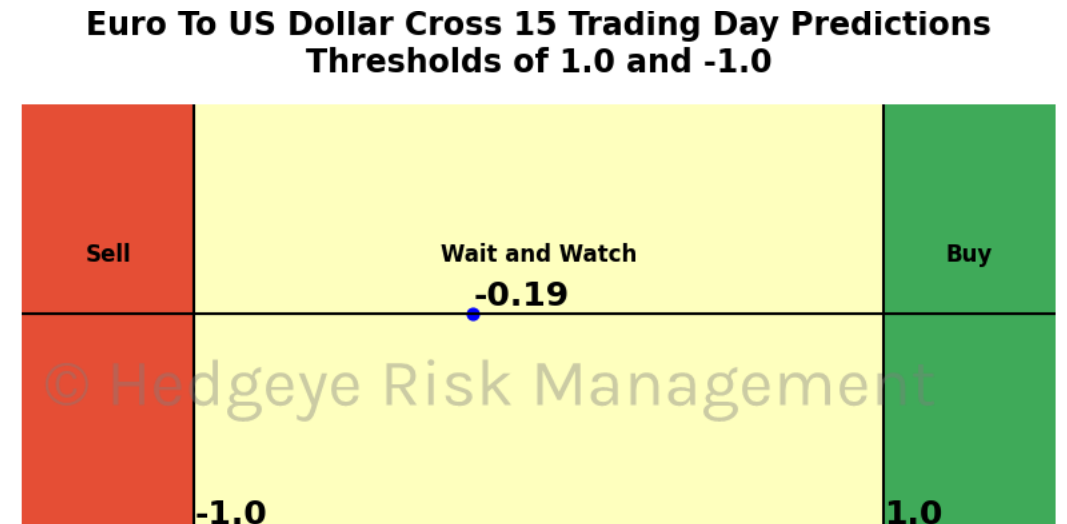 Euro To US Dollar Cross 15 Trading Day Predictions
Thresholds of 1.0 and -1.0
Sell
Wait and Watch
Buy
-0.19
© Hedgeye Risk Management
-1.0
1.0